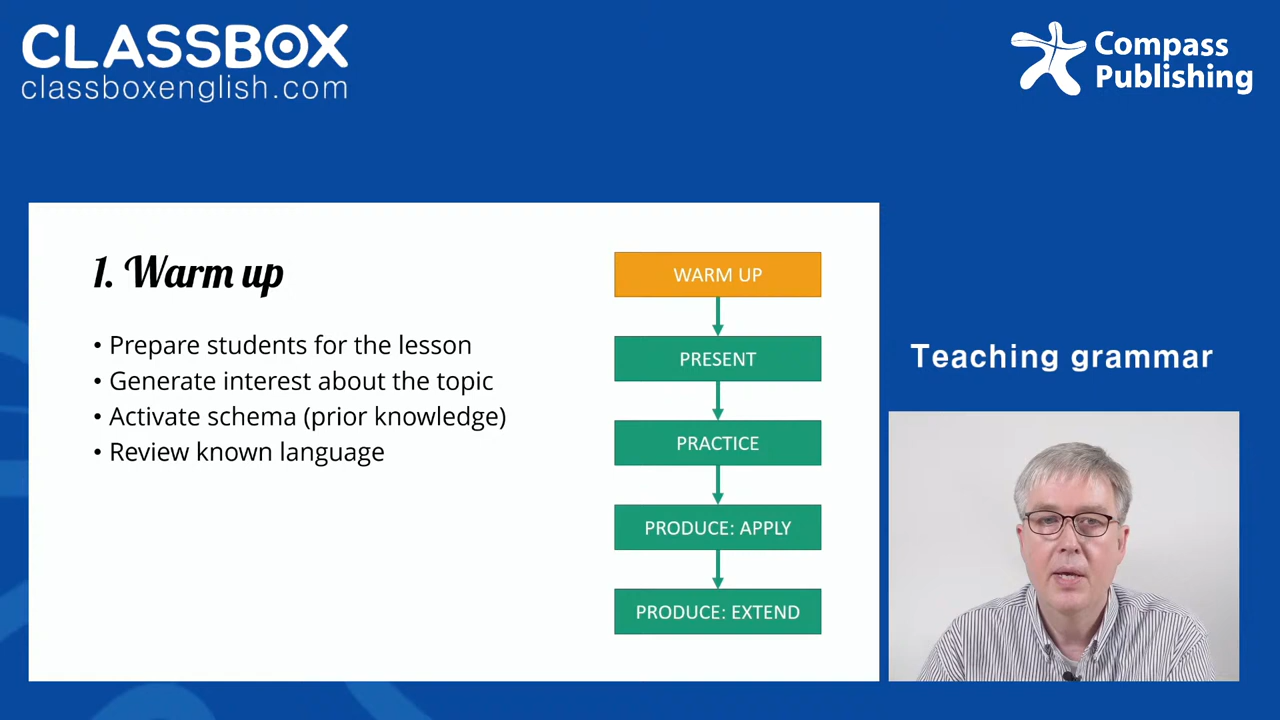 CLASSBOX
classboxenglish.com
Compass
Publishing
1. Warm up
• Prepare students for the lesson
• Generate interest about the topic
• Activate schema (prior knowledge)
• Review known language
WARM UP
PRESENT
PRACTICE
PRODUCE: APPLY
PRODUCE: EXTEND
Teaching grammar